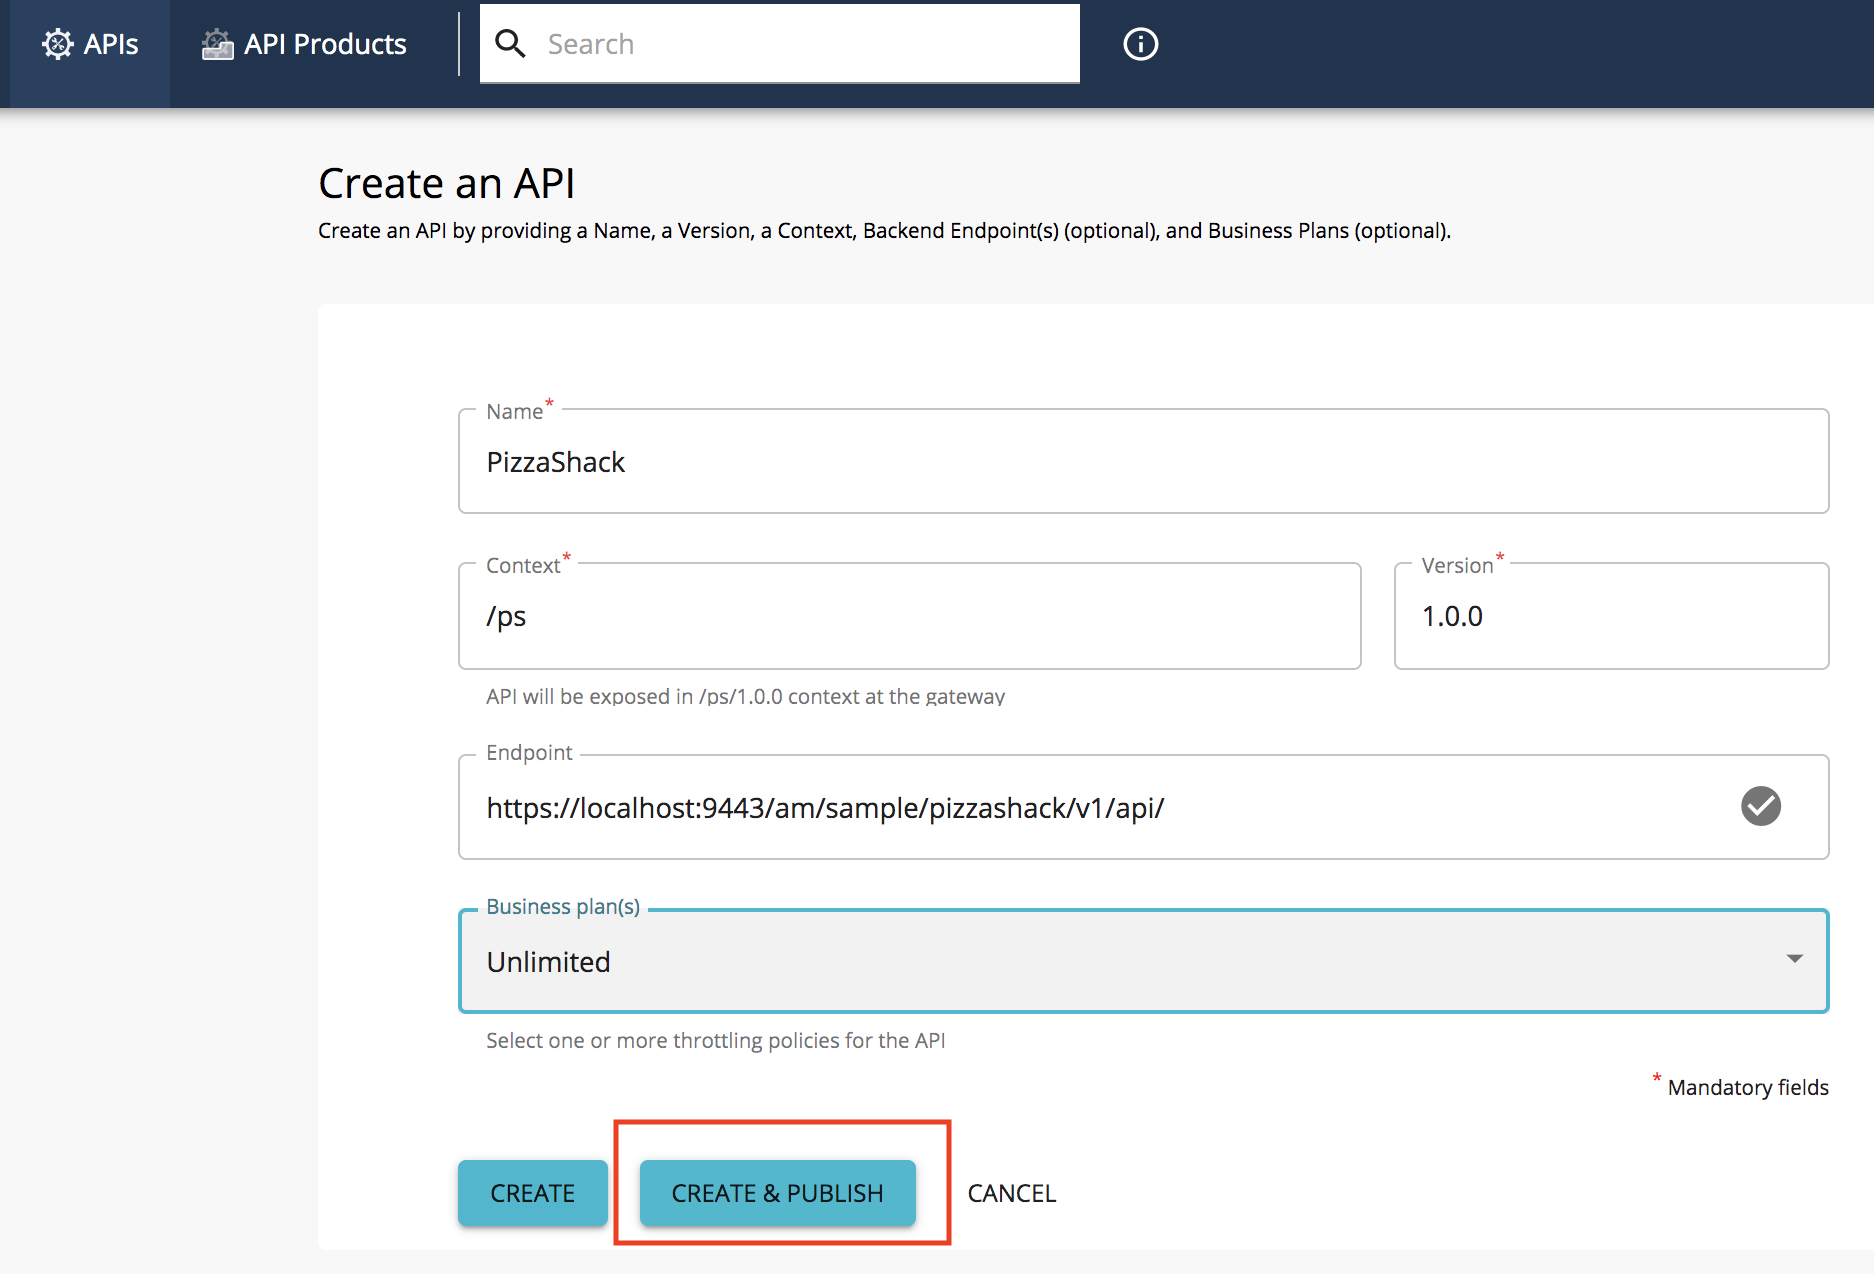 APIs
API Products
Search
Create an API
Create an API by providing a Name, a Version, a Context, Backend Endpoint(s) (optional), and Business Plans (optional).
Name*
PizzaShack
Context*
/ps
API will be exposed in /ps/1.0.0 context at the gateway
Version*
1.0.0
Endpoint
https://localhost:9443/am/sample/pizzashack/v1/api/
Business plan(s)
Unlimited
Select one or more throttling policies for the API
* Mandatory fields
CREATE
CREATE & PUBLISH
CANCEL